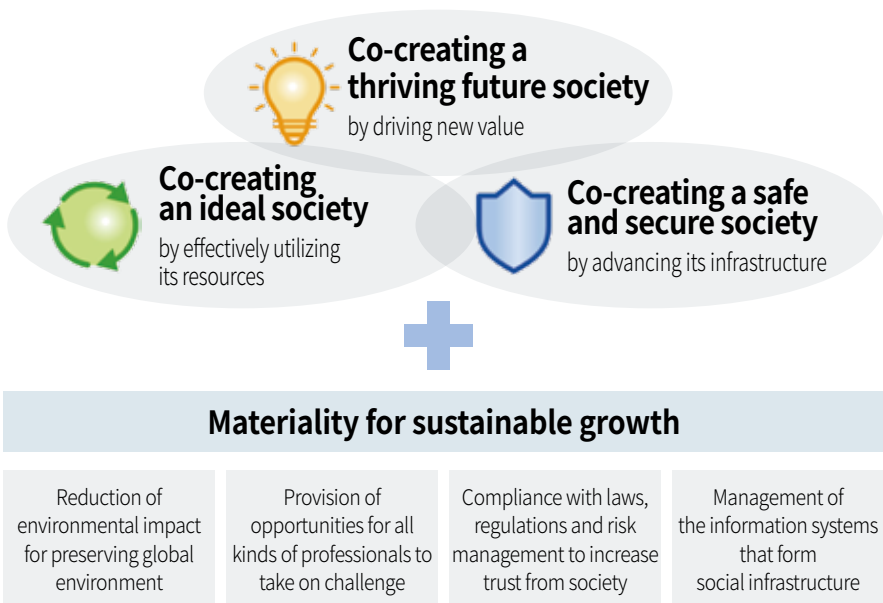 Co-creating a
thriving future society
by driving new value
Co-creating
an ideal society
by effectively utilizing
its resources
Co-creating a safe
and secure society
by advancing its infrastructure
Materiality for sustainable growth
Reduction of
environmental impact
for preserving global
environment
Provision of
opportunities for all
kinds of professionals to
take on challenge
Compliance with laws,
regulations and risk
management to increase
trust from society
Management of
the information systems
that form
social infrastructure